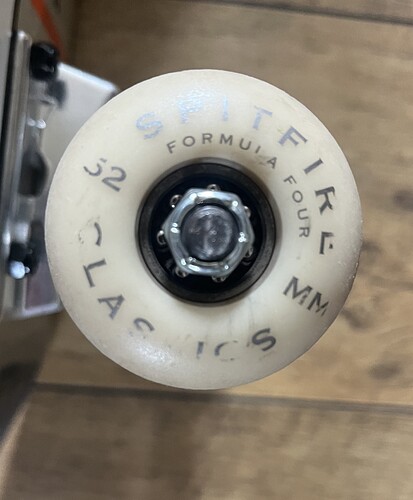 SPITFIRE
FORMULA FOUR
52 MM
CLASSICS